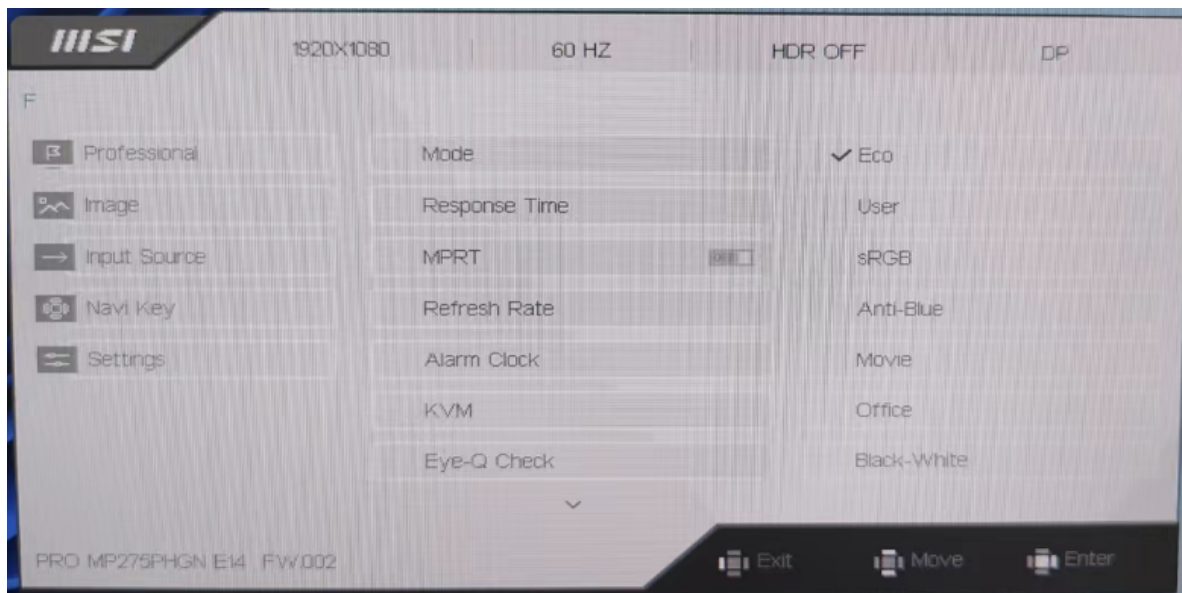 msi
1920X1080 60 HZ HDR OFF DP
F
Professional
Image
Input Source
Navi Key
Settings
Mode
Response Time
MPRT
Refresh Rate
Alarm Clock
KVM
Eye-Q Check
Eco
User
sRGB
Anti-Blue
Movie
Office
Black-White
PRO MP275PHGN E14 FW.002
Exit Move Enter